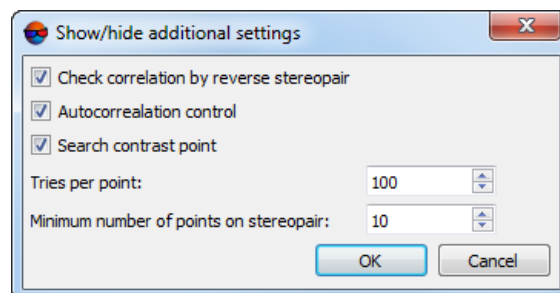 Show/hide additional settings
Check correlation by reverse stereopair
Autocorrealation control
Search contrast point
Tries per point: 100
Minimum number of points on stereopair: 10
OK Cancel